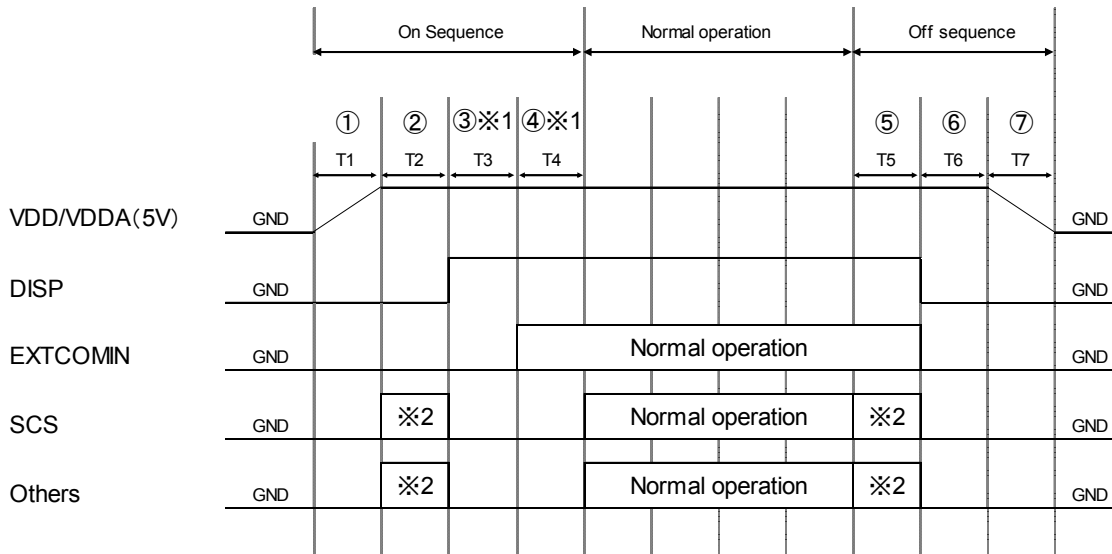 On Sequence Normal operation Off sequence
① ② ③※1 ④※1 ⑤ ⑥ ⑦
T1 T2 T3 T4 T5 T6 T7
VDD/VDDA(5V) GND GND
DISP GND GND
EXTCOMIN GND Normal operation GND
SCS GND ※2 Normal operation ※2 GND
Others GND ※2 Normal operation ※2 GND